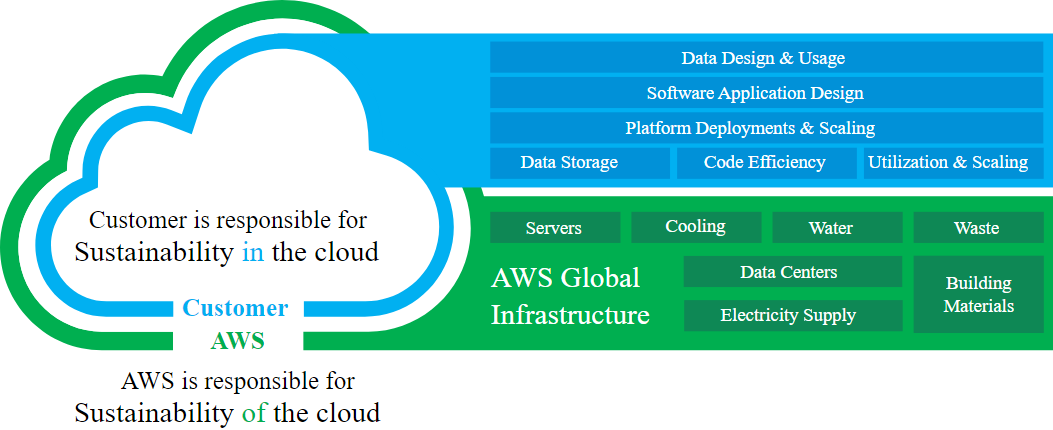 Data Design & Usage
Software Application Design
Platform Deployments & Scaling
Data Storage
Code Efficiency
Utilization & Scaling
Customer is responsible for
Sustainability in the cloud
Customer
AWS
AWS is responsible for
Sustainability of the cloud
Servers
Cooling
Water
Waste
AWS Global
Infrastructure
Data Centers
Electricity Supply
Building
Materials